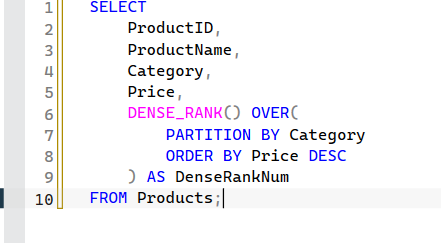 1 SELECT
2     ProductID,
3     ProductName,
4     Category,
5     Price,
6     DENSE_RANK() OVER(
7         PARTITION BY Category
8         ORDER BY Price DESC
9     ) AS DenseRankNum
10 FROM Products;